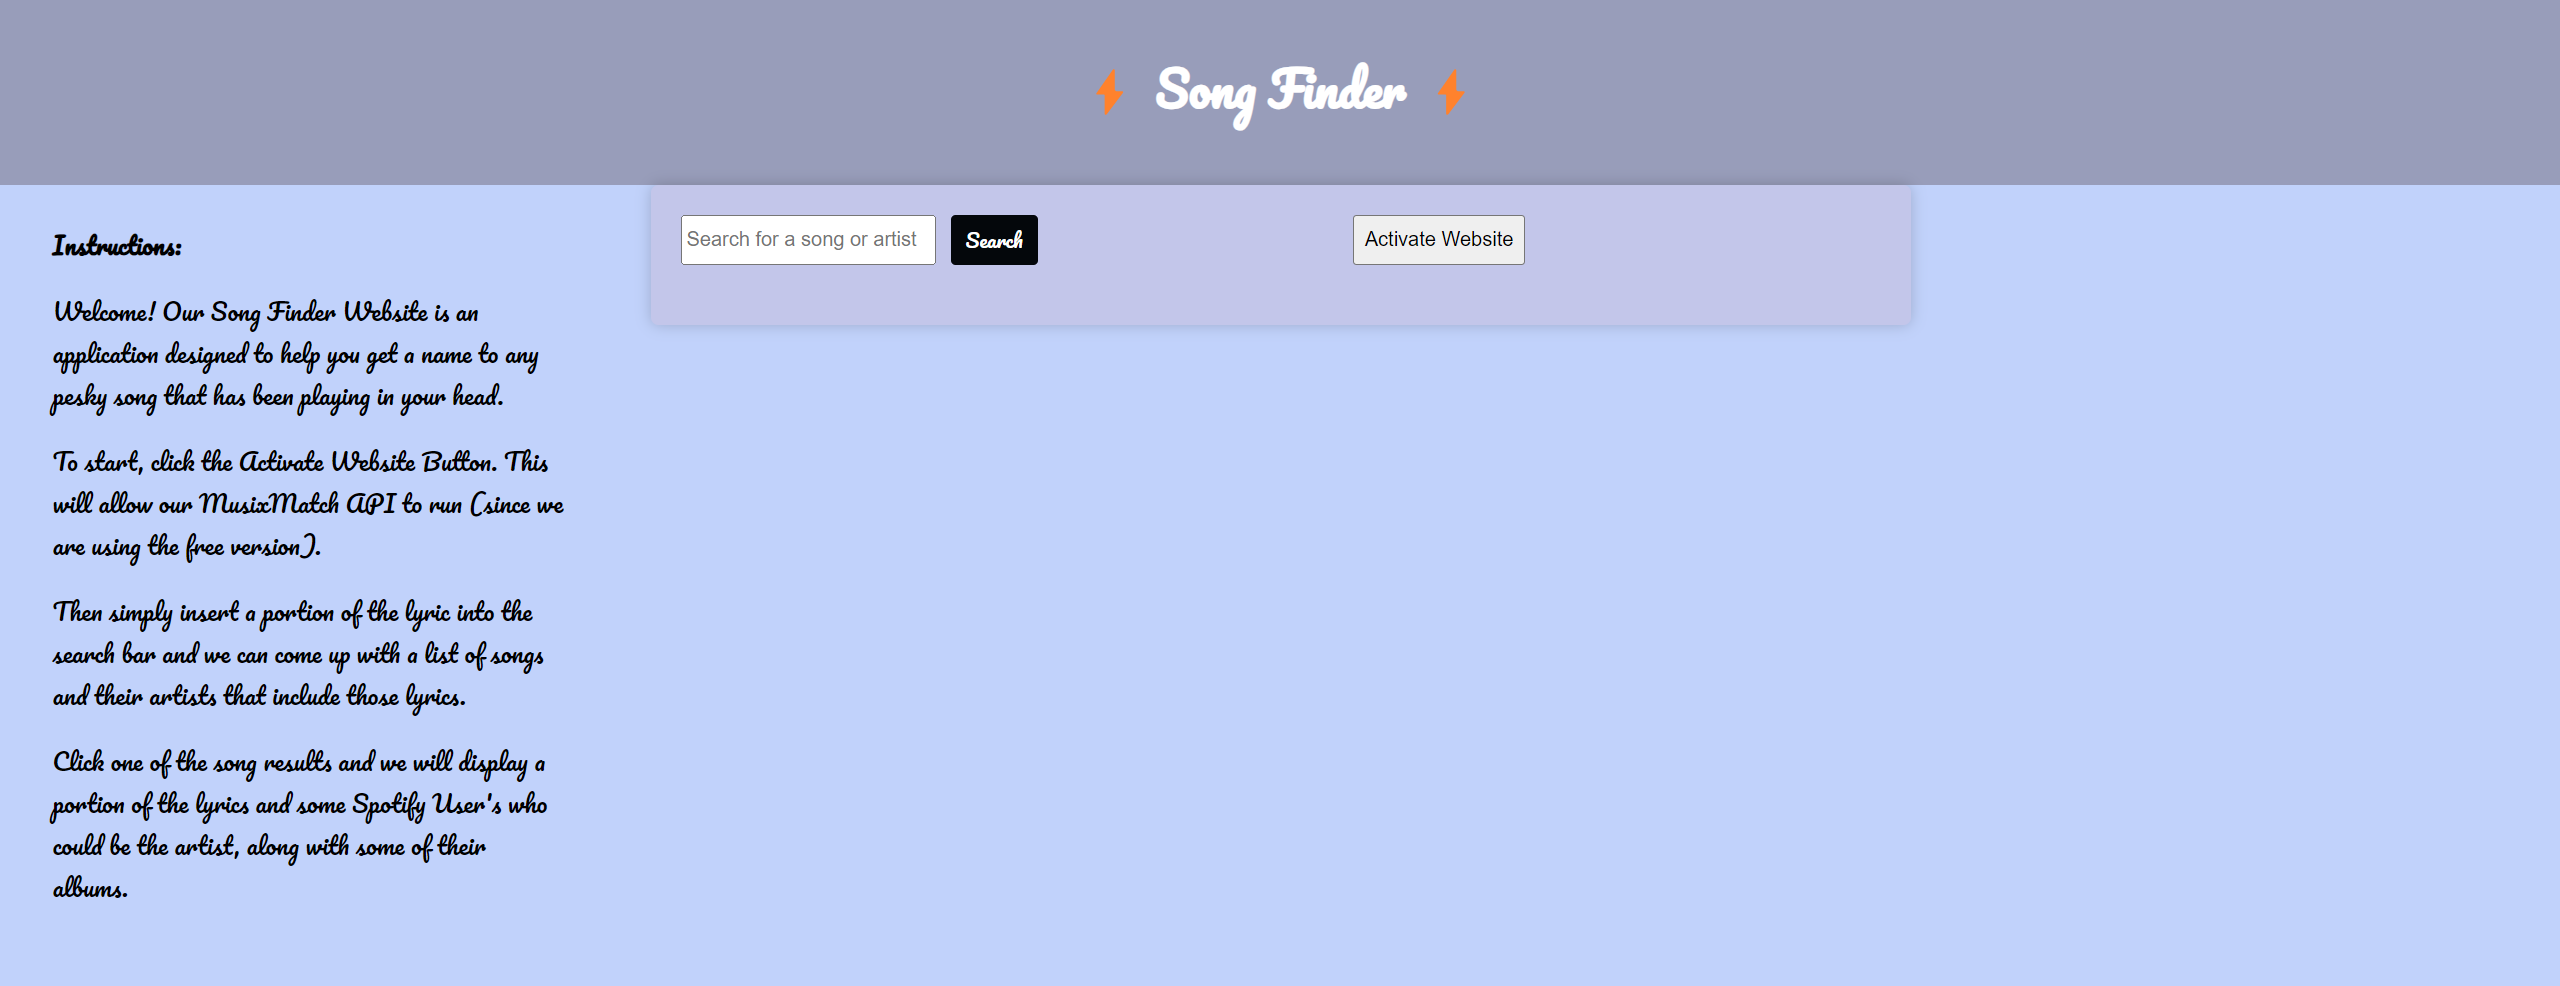 Song Finder
Search for a song or artist
Search
Activate Website
Instructions:
Welcome! Our Song Finder Website is an
application designed to help you get a name to any
pesky song that has been playing in your head.
To start, click the Activate Website Button. This
will allow our MusixMatch API to run (since we
are using the free version).
Then simply insert a portion of the lyric into the
search bar and we can come up with a list of songs
and their artists that include those lyrics.
Click one of the song results and we will display a
portion of the lyrics and some Spotify User's who
could be the artist, along with some of their
albums.